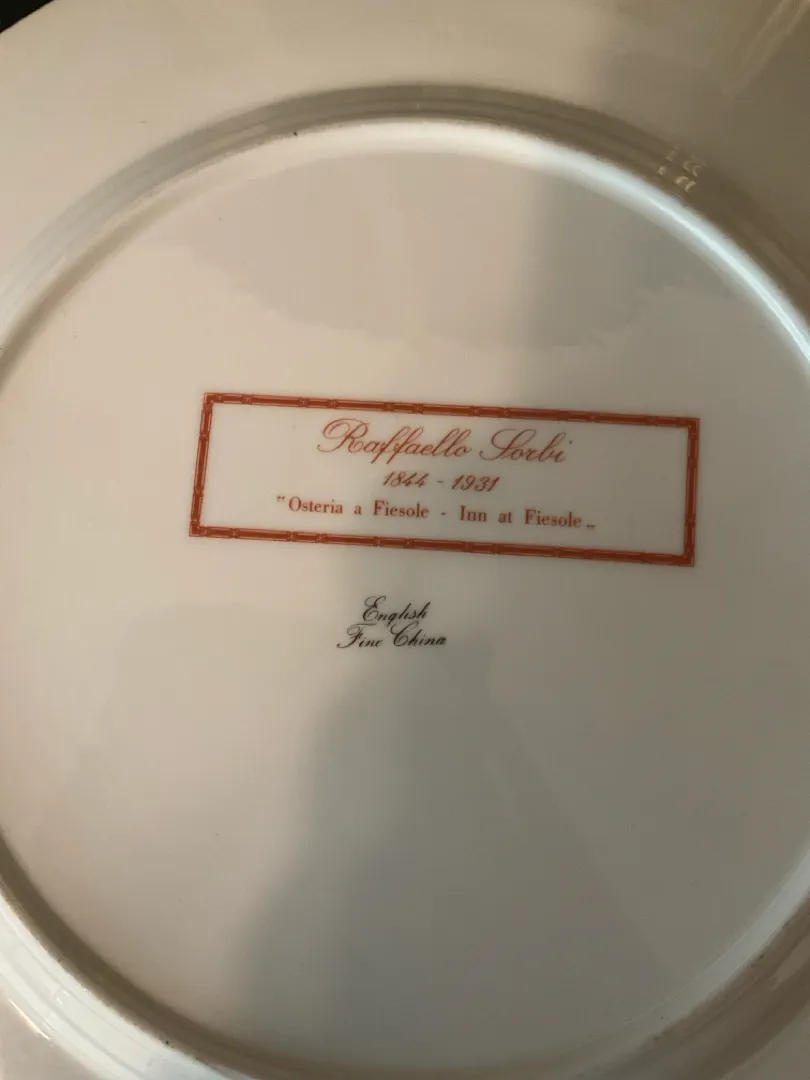 Raffaello Sorbi
1844 - 1931
"Osteria a Fiesole - Inn at Fiesole„
English
Fine China